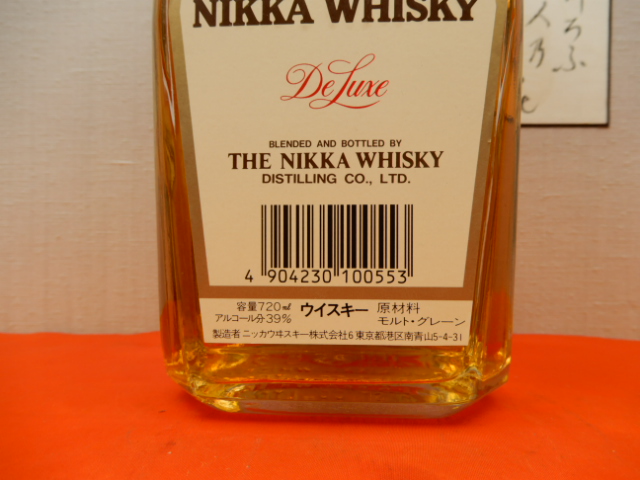 NIKKA WHISKY
De Luxe
BLENDED AND BOTTLED BY
THE NIKKA WHISKY
DISTILLING CO., LTD.
4 904230 100553
容量720ml ウイスキー 原材料
アルコール分39% モルト・グレーン
製造者 ニッカウヰスキー株式会社6 東京都港区南青山5-4-31